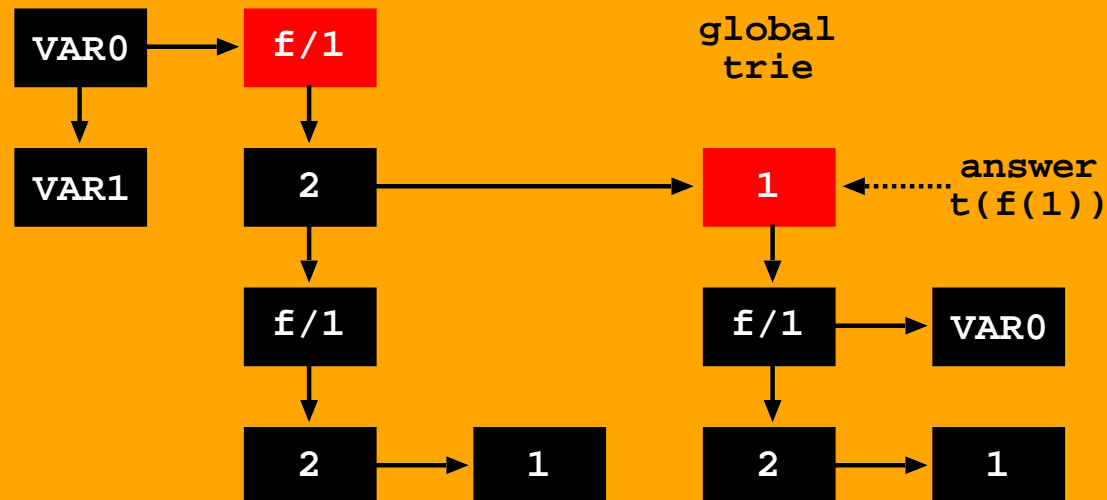 VAR0
f/1
global
trie
VAR1
2
1
answer
t(f(1))
f/1
f/1
VAR0
2
1
2
1